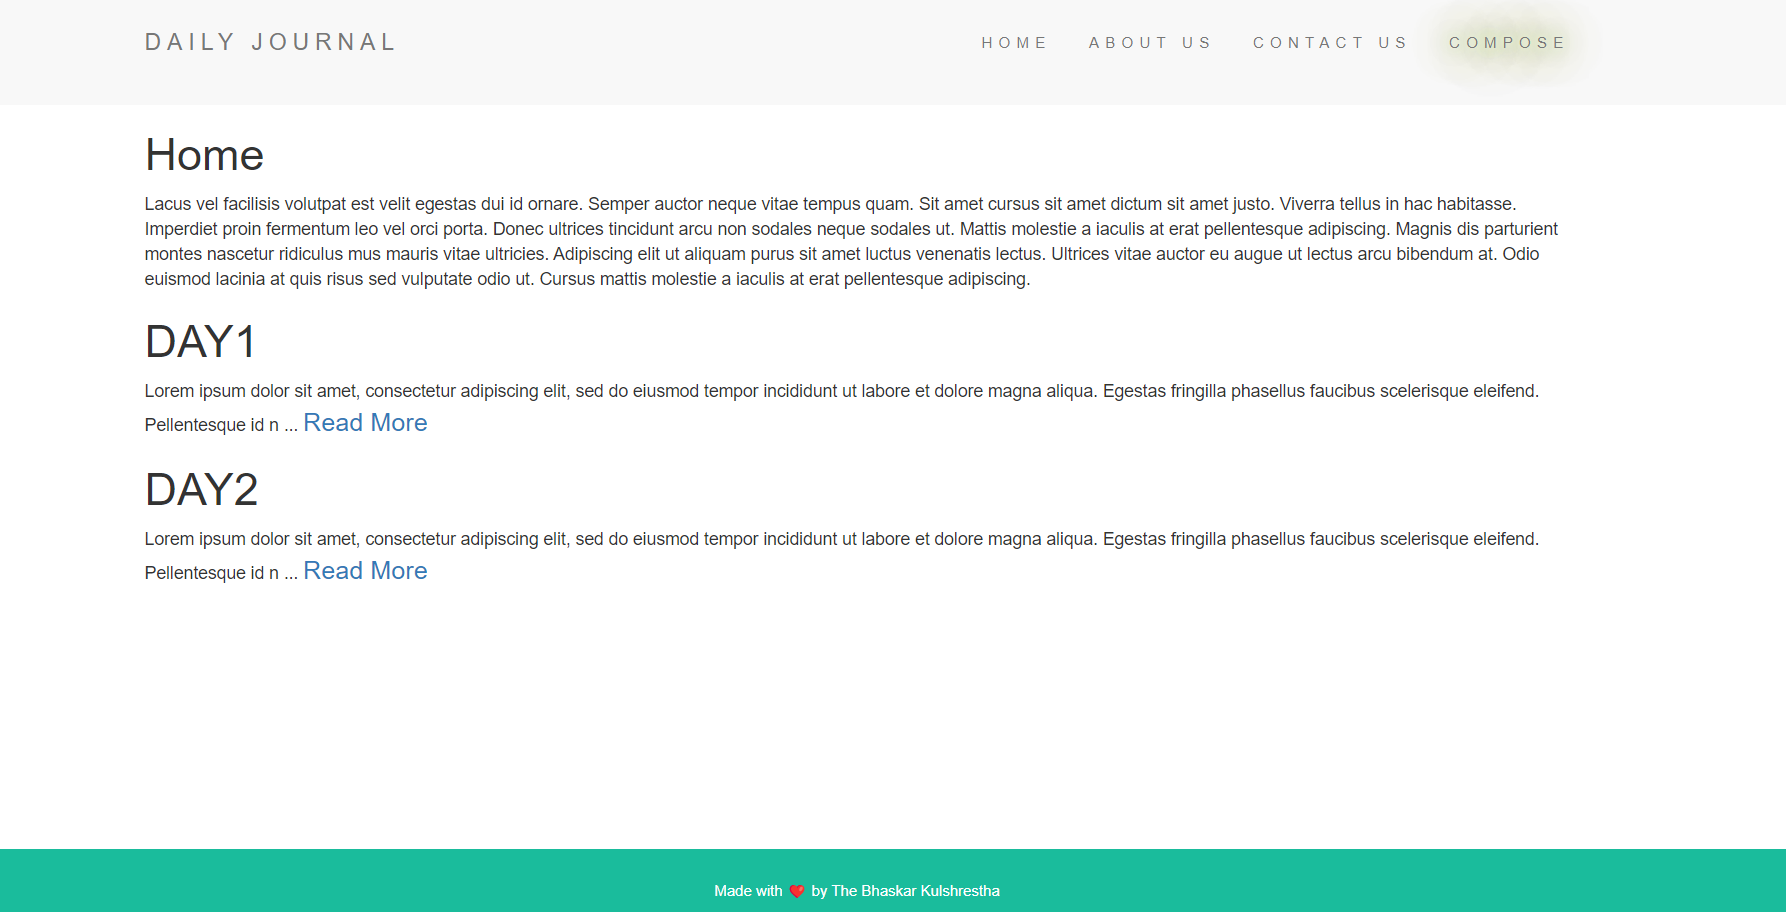 DAILY JOURNAL
HOME ABOUT US CONTACT US COMPOSE
Home
Lacus vel facilisis volutpat est velit egestas dui id ornare. Semper auctor neque vitae tempus quam. Sit amet cursus sit amet dictum sit amet justo. Viverra tellus in hac habitasse.
Imperdiet proin fermentum leo vel orci porta. Donec ultrices tincidunt arcu non sodales neque sodales ut. Mattis molestie a iaculis at erat pellentesque adipiscing. Magnis dis parturient
montes nascetur ridiculus mus mauris vitae ultricies. Adipiscing elit ut aliquam purus sit amet luctus venenatis lectus. Ultrices vitae auctor eu augue ut lectus arcu bibendum at. Odio
euismod lacinia at quis risus sed vulputate odio ut. Cursus mattis molestie a iaculis at erat pellentesque adipiscing.
DAY1
Lorem ipsum dolor sit amet, consectetur adipiscing elit, sed do eiusmod tempor incididunt ut labore et dolore magna aliqua. Egestas fringilla phasellus faucibus scelerisque eleifend.
Pellentesque id n ... Read More
DAY2
Lorem ipsum dolor sit amet, consectetur adipiscing elit, sed do eiusmod tempor incididunt ut labore et dolore magna aliqua. Egestas fringilla phasellus faucibus scelerisque eleifend.
Pellentesque id n ... Read More
Made with ❤️ by The Bhaskar Kulshrestha